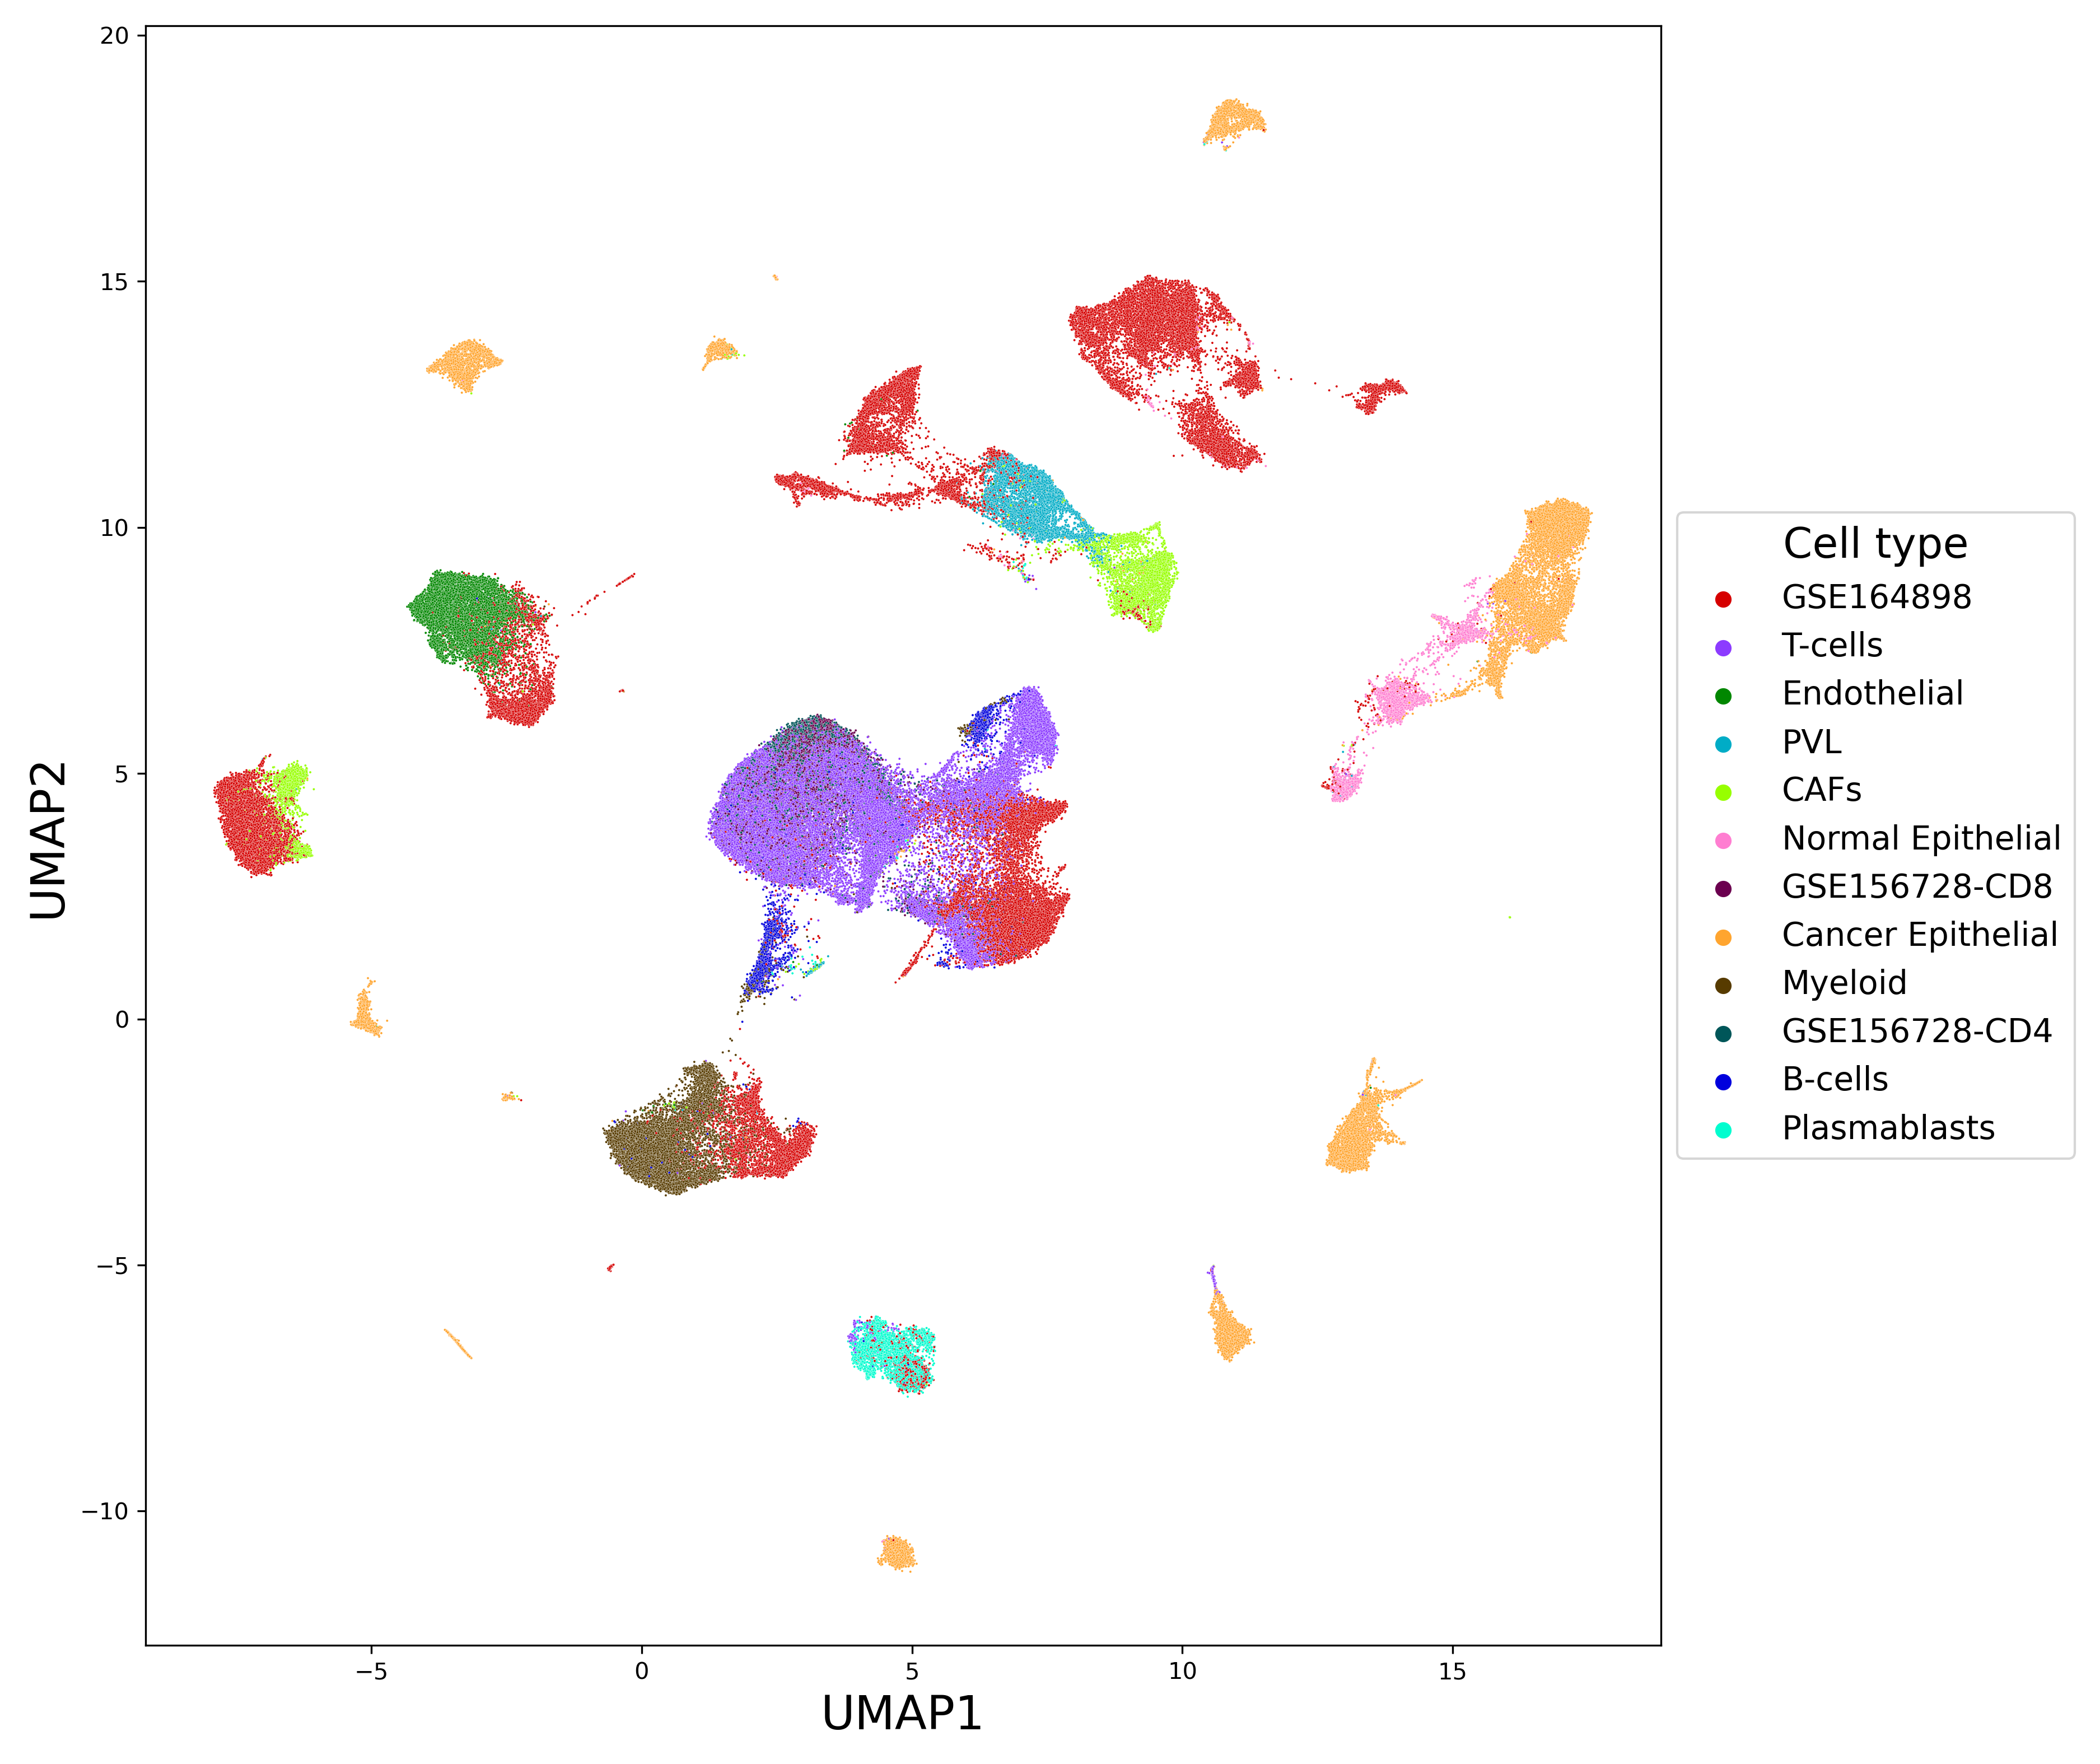 20
15
10
5
0
−5
−10
UMAP2
−5
0
5
10
15
UMAP1
Cell type
GSE164898
T-cells
Endothelial
PVL
CAFs
Normal Epithelial
GSE156728-CD8
Cancer Epithelial
Myeloid
GSE156728-CD4
B-cells
Plasmablasts